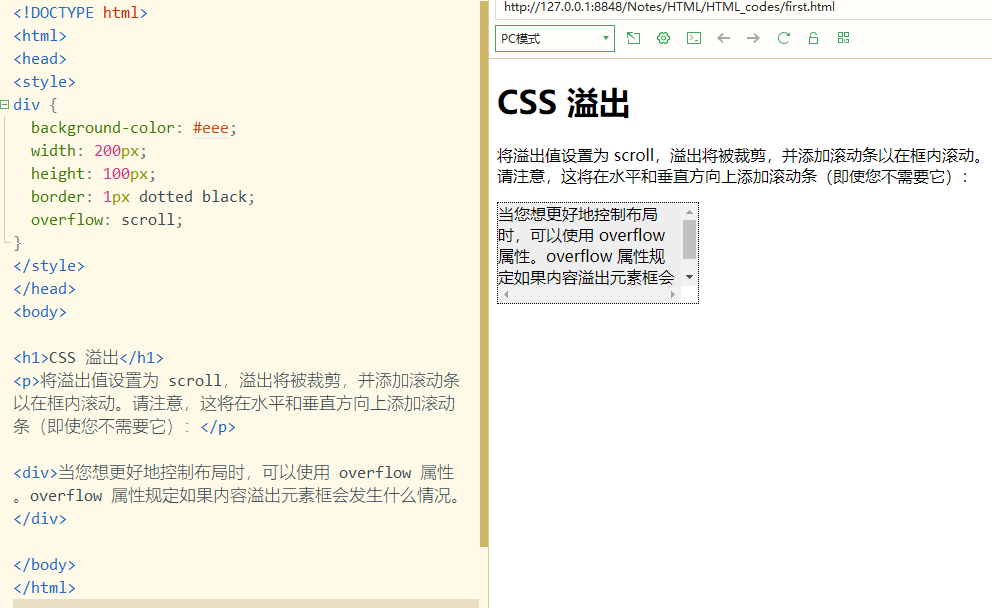 <!DOCTYPE html>
<html>
<head>
<style>
div {
  background-color: #eee;
  width: 200px;
  height: 100px;
  border: 1px dotted black;
  overflow: scroll;
}
</style>
</head>
<body>
<h1>CSS 溢出</h1>
<p>将溢出值设置为 scroll，溢出将被裁剪，并添加滚动条
以在框内滚动。请注意，这将在水平和垂直方向上添加滚动
条（即使您不需要它）：</p>
<div>当您想更好地控制布局时，可以使用 overflow 属性
。overflow 属性规定如果内容溢出元素框会发生什么情况。
</div>
</body>
</html>
http://127.0.0.1:8848/Notes/HTML/HTML_codes/first.html
PC模式
CSS 溢出
将溢出值设置为 scroll，溢出将被裁剪，并添加滚动条以在框内滚动。
请注意，这将在水平和垂直方向上添加滚动条（即使您不需要它）：
当您想更好地控制布局
时，可以使用 overflow
属性。overflow 属性规
定如果内容溢出元素框会